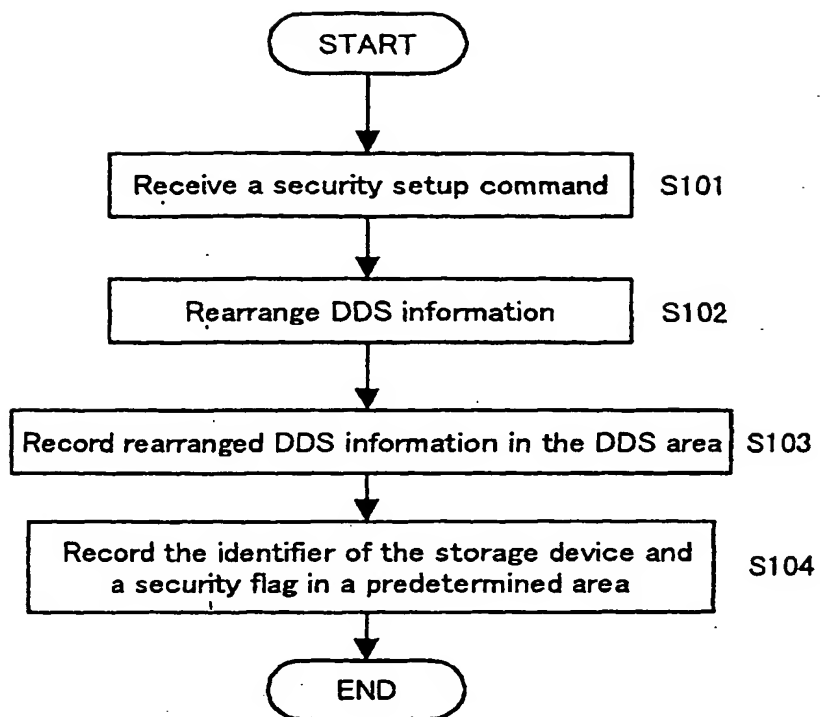 START
Receive a security setup command
S101
Rearrange DDS information
S102
Record rearranged DDS information in the DDS area
S103
Record the identifier of the storage device and
a security flag in a predetermined area
S104
END